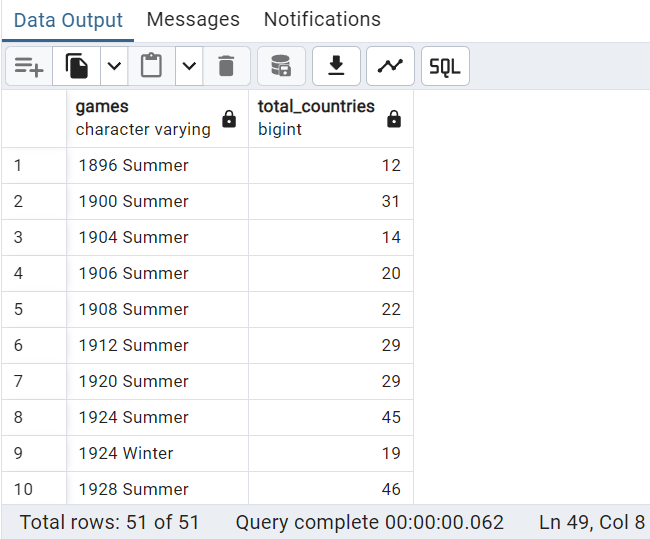 Data Output Messages Notifications
SQL
games total_countries
character varying bigint
1 1896 Summer 12
2 1900 Summer 31
3 1904 Summer 14
4 1906 Summer 20
5 1908 Summer 22
6 1912 Summer 29
7 1920 Summer 29
8 1924 Summer 45
9 1924 Winter 19
10 1928 Summer 46
Total rows: 51 of 51 Query complete 00:00:00.062 Ln 49, Col 8